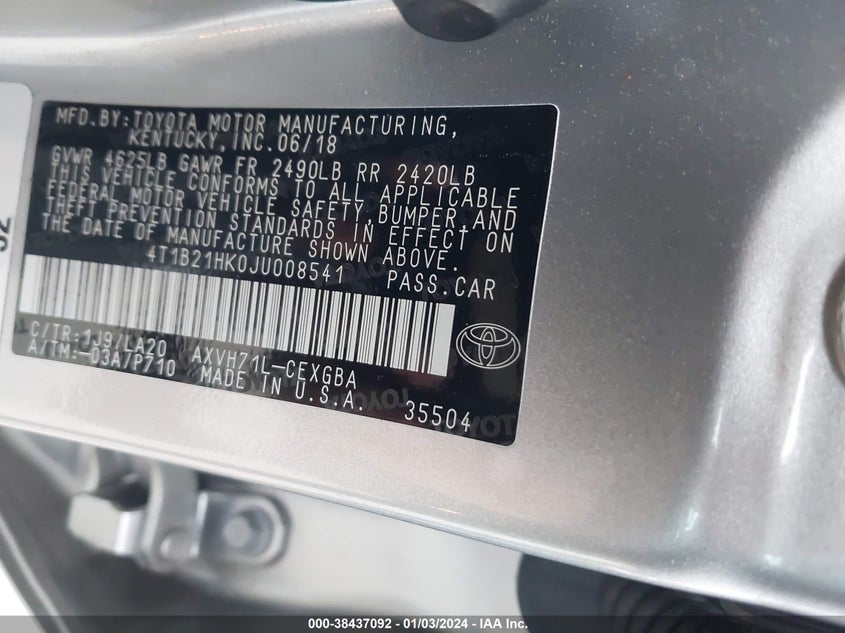 MFD.BY:TOYOTA MOTOR MANUFACTURING,
KENTUCKY, INC.06/18
GVWR 4625LB GAWR FR 2490LB RR 2420LB
THIS VEHICLE CONFORMS TO ALL APPLICABLE
FEDERAL MOTOR VEHICLE SAFETY,BUMPER,AND
THEFT PREVENTION STANDARDS IN EFFECT ON
THE DATE OF MANUFACTURE SHOWN ABOVE.
4T1B21HK0JU008541 PASS.CAR
C/TR:1J9/LA20 AXVH71L-CEXGBA
A/TM:-03A/P710 MADE IN U.S.A. 35504
000-38437092 - 01/03/2024 - IAA Inc.